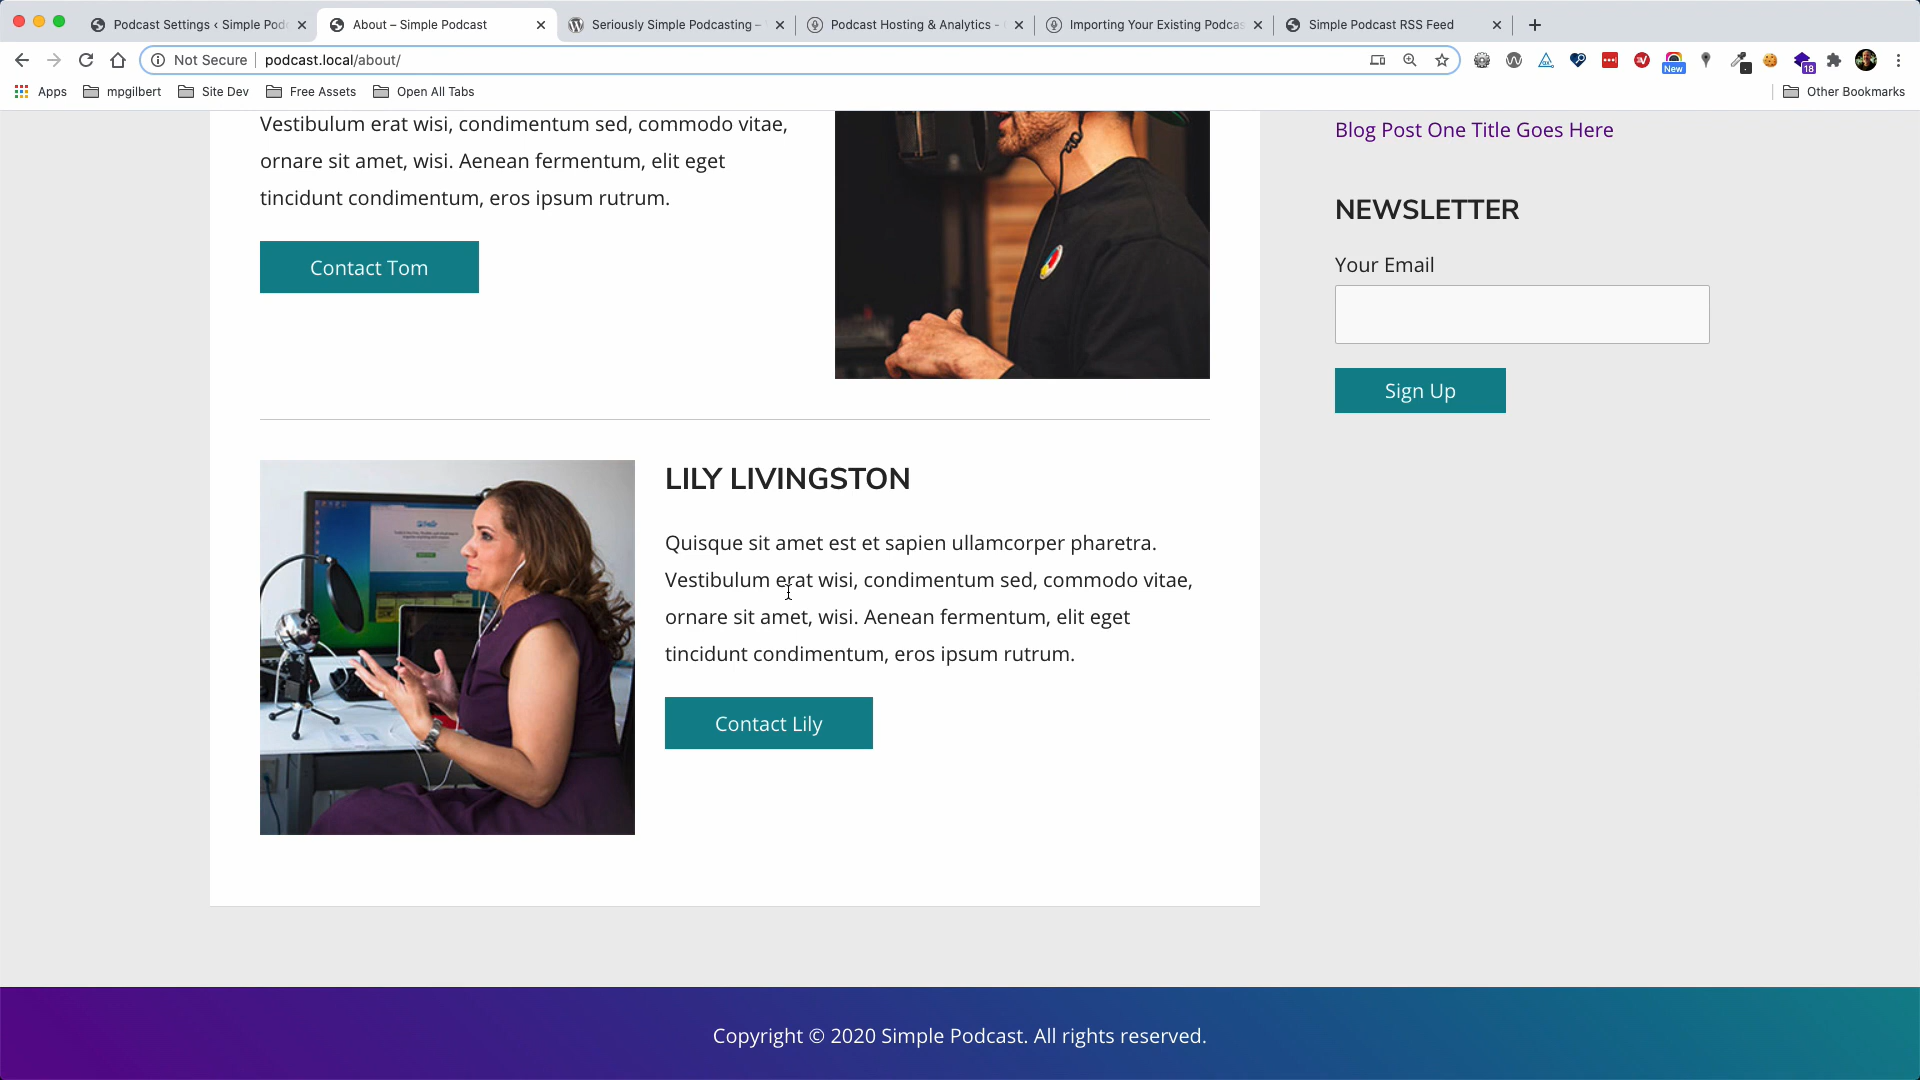 Podcast Settings ‹ Simple Pod
About – Simple Podcast
Seriously Simple Podcasting –
Podcast Hosting & Analytics -
Importing Your Existing Podcas
Simple Podcast RSS Feed
Not Secure
podcast.local/about/
New
18
Apps
mpgilbert
Site Dev
Free Assets
Open All Tabs
Other Bookmarks
Vestibulum erat wisi, condimentum sed, commodo vitae,
ornare sit amet, wisi. Aenean fermentum, elit eget
tincidunt condimentum, eros ipsum rutrum.
Contact Tom
LILY LIVINGSTON
Quisque sit amet est et sapien ullamcorper pharetra.
Vestibulum erat wisi, condimentum sed, commodo vitae,
ornare sit amet, wisi. Aenean fermentum, elit eget
tincidunt condimentum, eros ipsum rutrum.
Contact Lily
Blog Post One Title Goes Here
NEWSLETTER
Your Email
Sign Up
Copyright © 2020 Simple Podcast. All rights reserved.